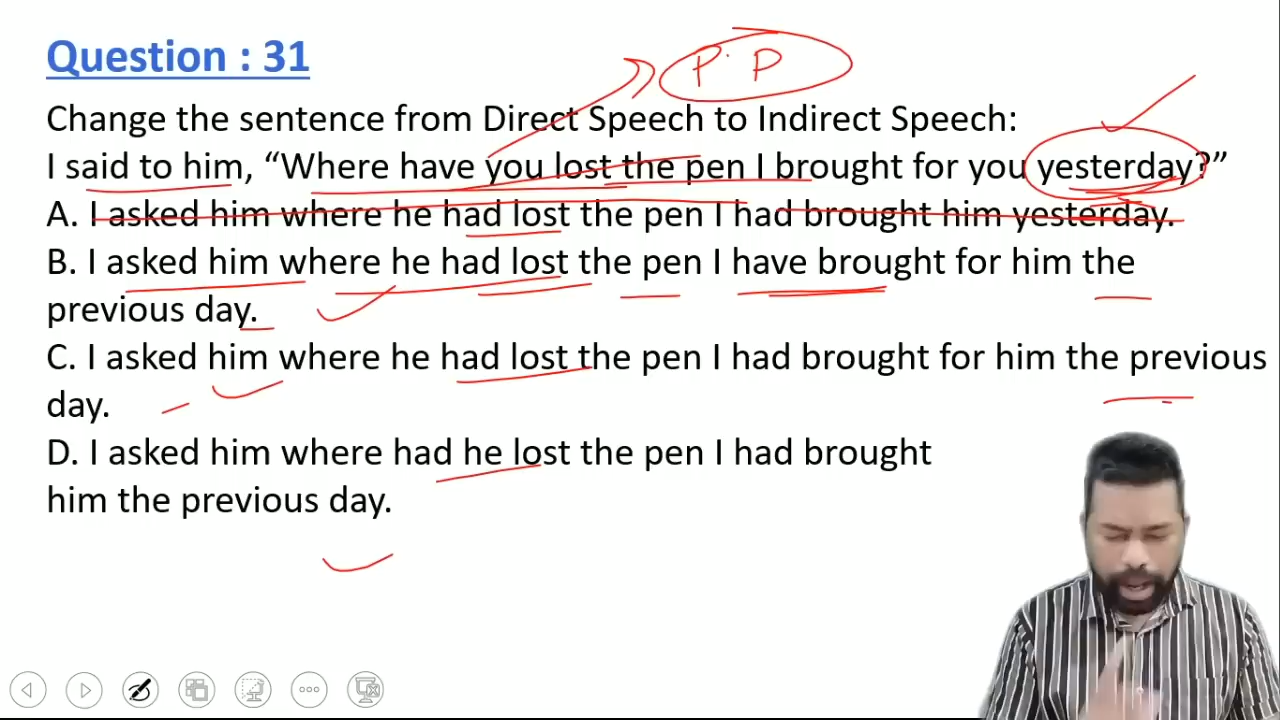 Question : 31
P. P
Change the sentence from Direct Speech to Indirect Speech:
I said to him, “Where have you lost the pen I brought for you yesterday?”
A. I asked him where he had lost the pen I had brought him yesterday.
B. I asked him where he had lost the pen I have brought for him the
previous day.
C. I asked him where he had lost the pen I had brought for him the previous
day.
D. I asked him where had he lost the pen I had brought
him the previous day.